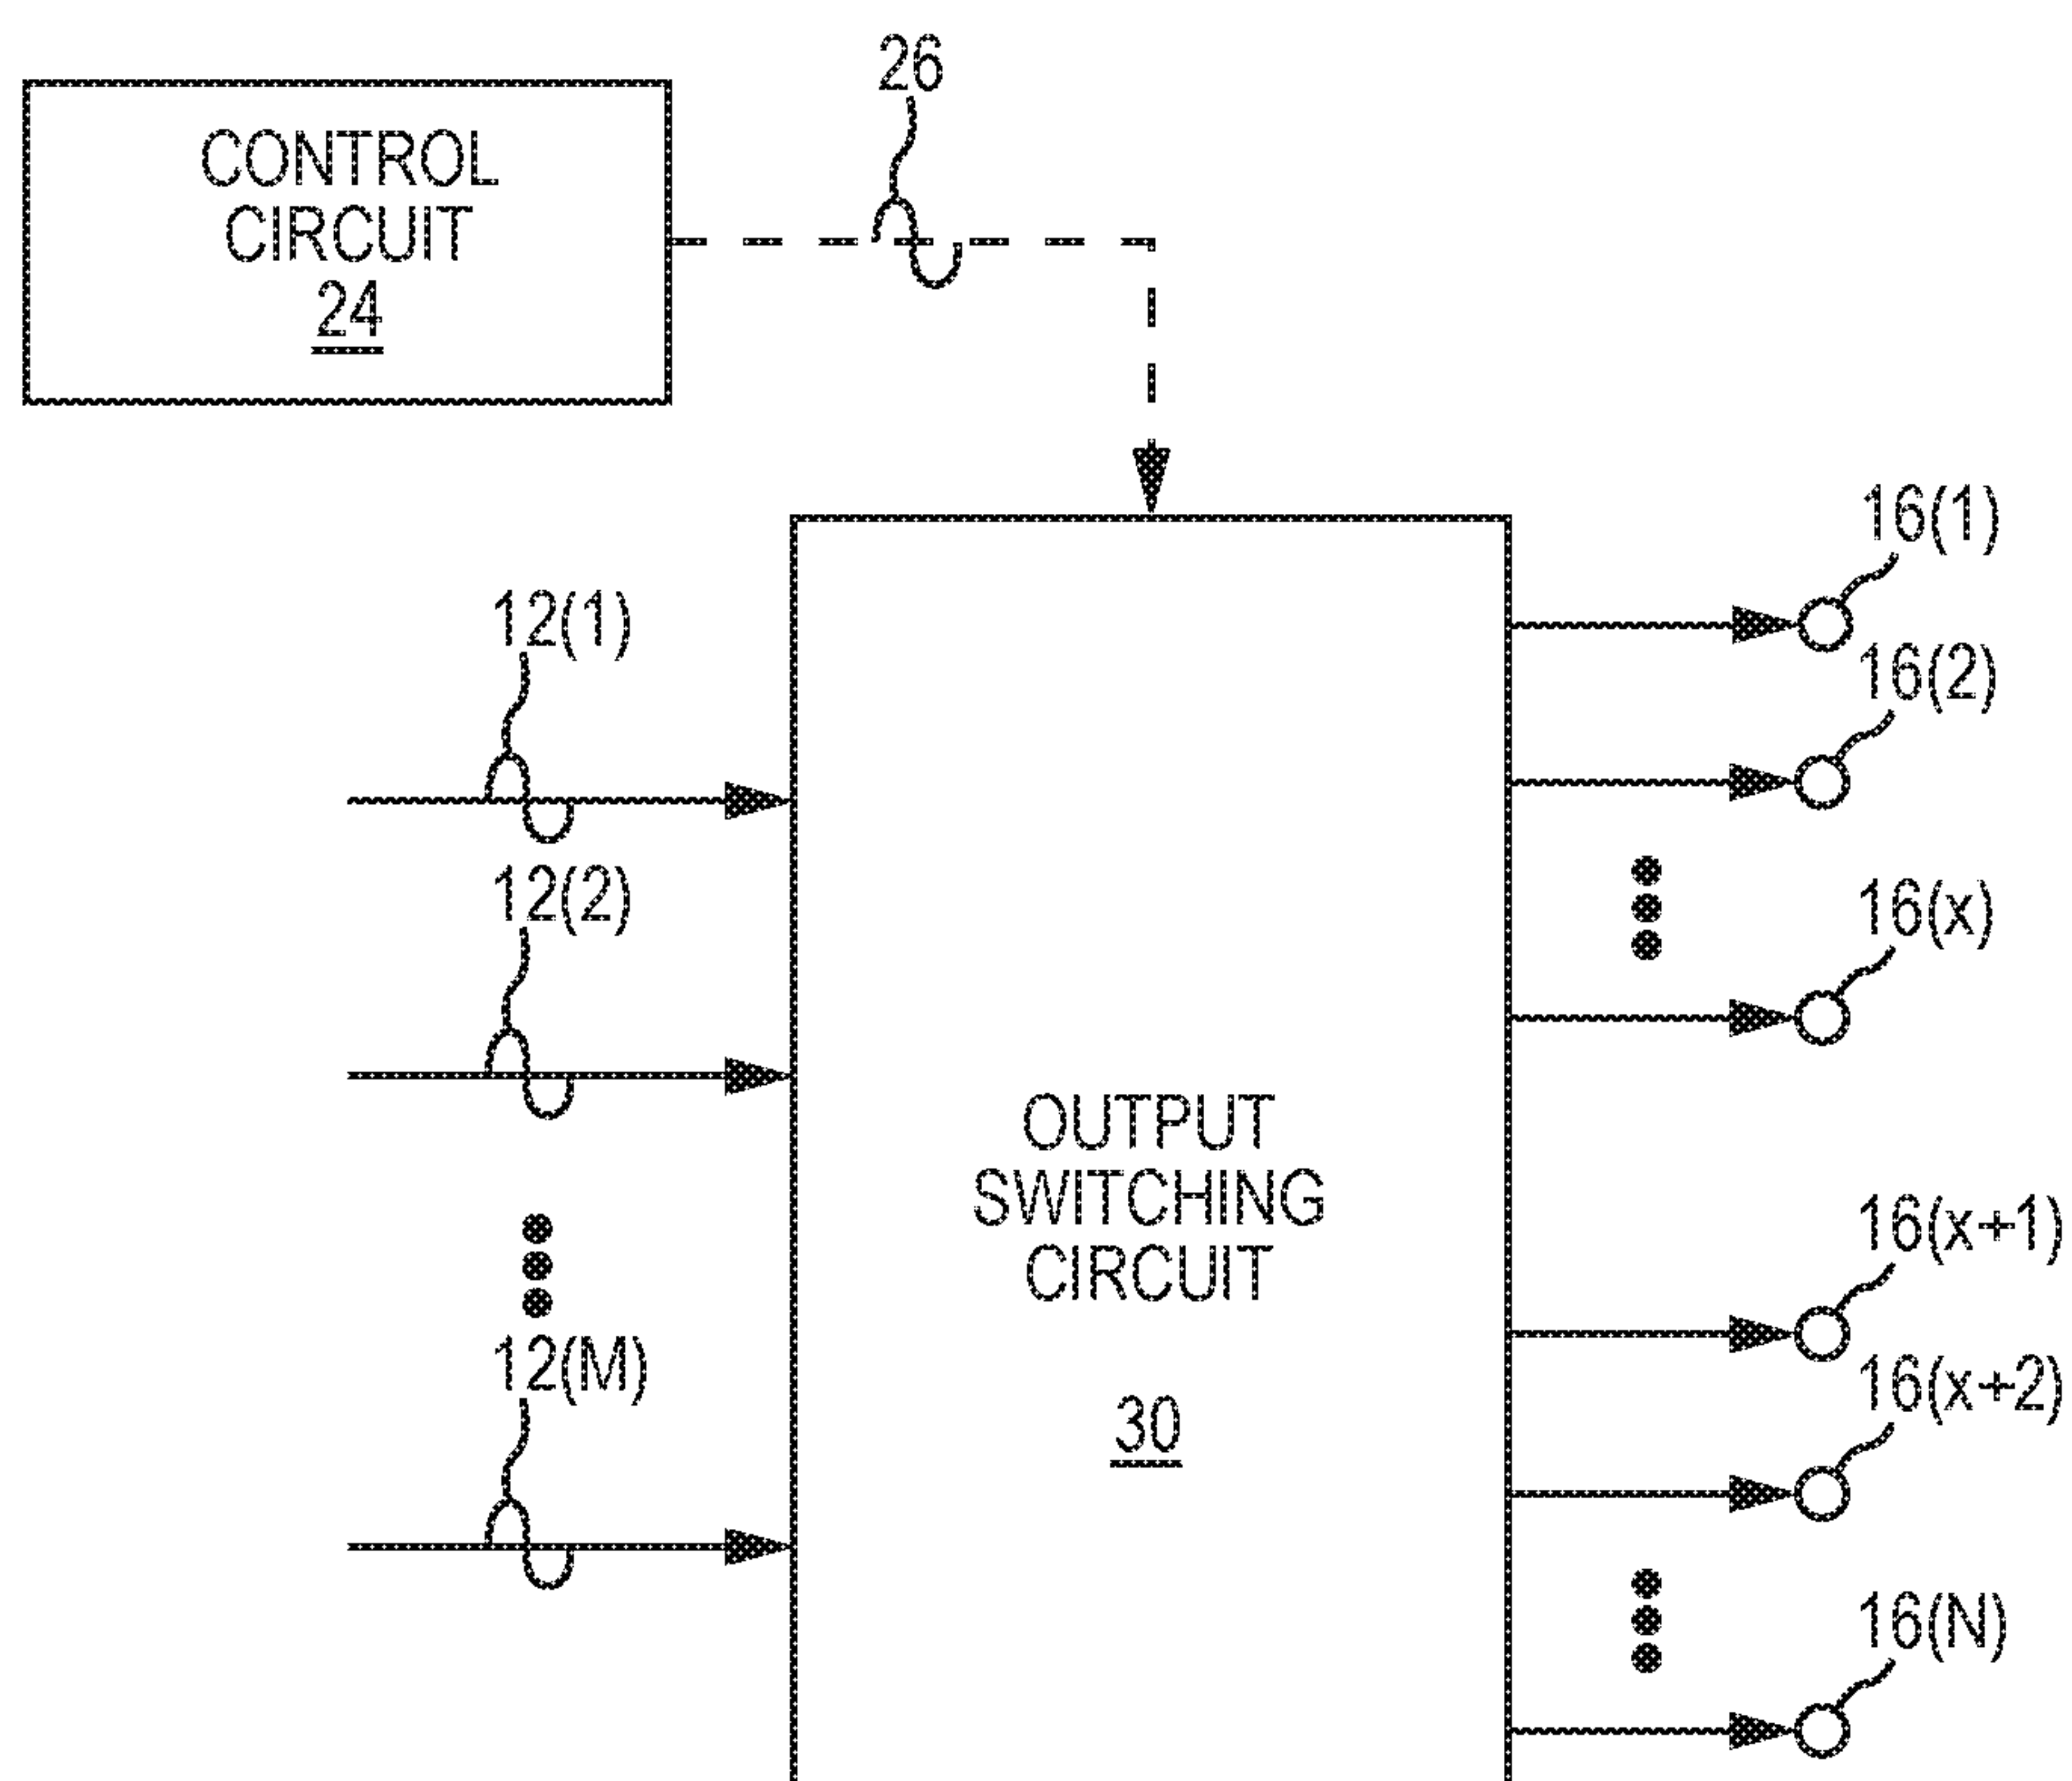 26
CONTROL
CIRCUIT
24
16(1)
12(1)
16(2)
12(2)
16(x)
OUTPUT
SWITCHING
CIRCUIT
30
16(x+1)
12(M)
16(x+2)
16(N)